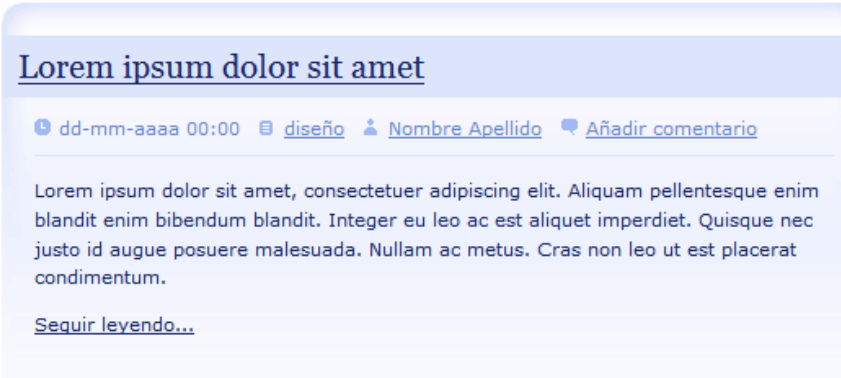 Lorem ipsum dolor sit amet
dd-mm-aaaa 00:00 diseño Nombre Apellido Añadir comentario
Lorem ipsum dolor sit amet, consectetuer adipiscing elit. Aliquam pellentesque enim
blandit enim bibendum blandit. Integer eu leo ac est aliquet imperdiet. Quisque nec
justo id augue posuere malesuada. Nullam ac metus. Cras non leo ut est placerat
condimentum.
Seguir leyendo...